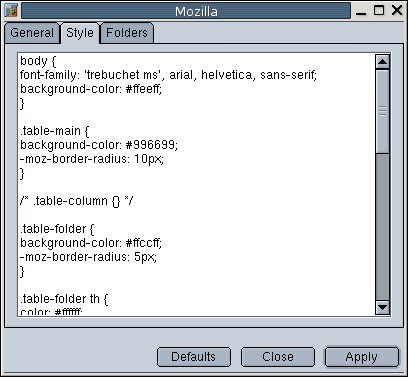 Mozilla
General Style Folders
body {
font-family: 'trebuchet ms', arial, helvetica, sans-serif;
background-color: #ffeeff;
}
.table-main {
background-color: #996699;
-moz-border-radius: 10px;
}
/* .table-column {} */
.table-folder {
background-color: #ffccff;
-moz-border-radius: 5px;
}
.table-folder th {
color: #ffffff;
Defaults Close Apply